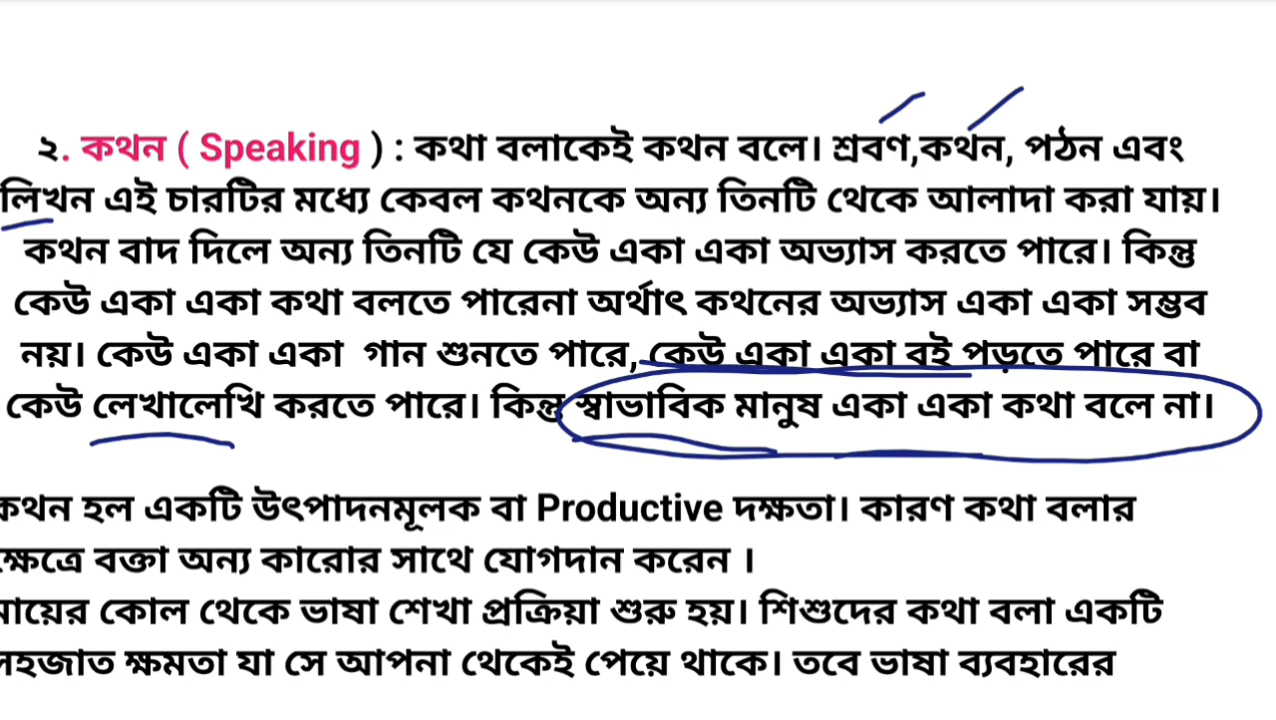 ২. কথন ( Speaking ) : কথা বলাকেই কথন বলে। শ্রবণ,কথন, পঠন এবং
লিখন এই চারটির মধ্যে কেবল কথনকে অন্য তিনটি থেকে আলাদা করা যায়।
কথন বাদ দিলে অন্য তিনটি যে কেউ একা একা অভ্যাস করতে পারে। কিন্তু
কেউ একা একা কথা বলতে পারেনা অর্থাৎ কথনের অভ্যাস একা একা সম্ভব
নয়। কেউ একা একা গান শুনতে পারে, কেউ একা একা বই পড়তে পারে বা
কেউ লেখালেখি করতে পারে। কিন্তু স্বাভাবিক মানুষ একা একা কথা বলে না।
কথন হল একটি উৎপাদনমূলক বা Productive দক্ষতা। কারণ কথা বলার
ক্ষেত্রে বক্তা অন্য কারোর সাথে যোগদান করেন ।
মায়ের কোল থেকে ভাষা শেখা প্রক্রিয়া শুরু হয়। শিশুদের কথা বলা একটি
সহজাত ক্ষমতা যা সে আপনা থেকেই পেয়ে থাকে। তবে ভাষা ব্যবহারের